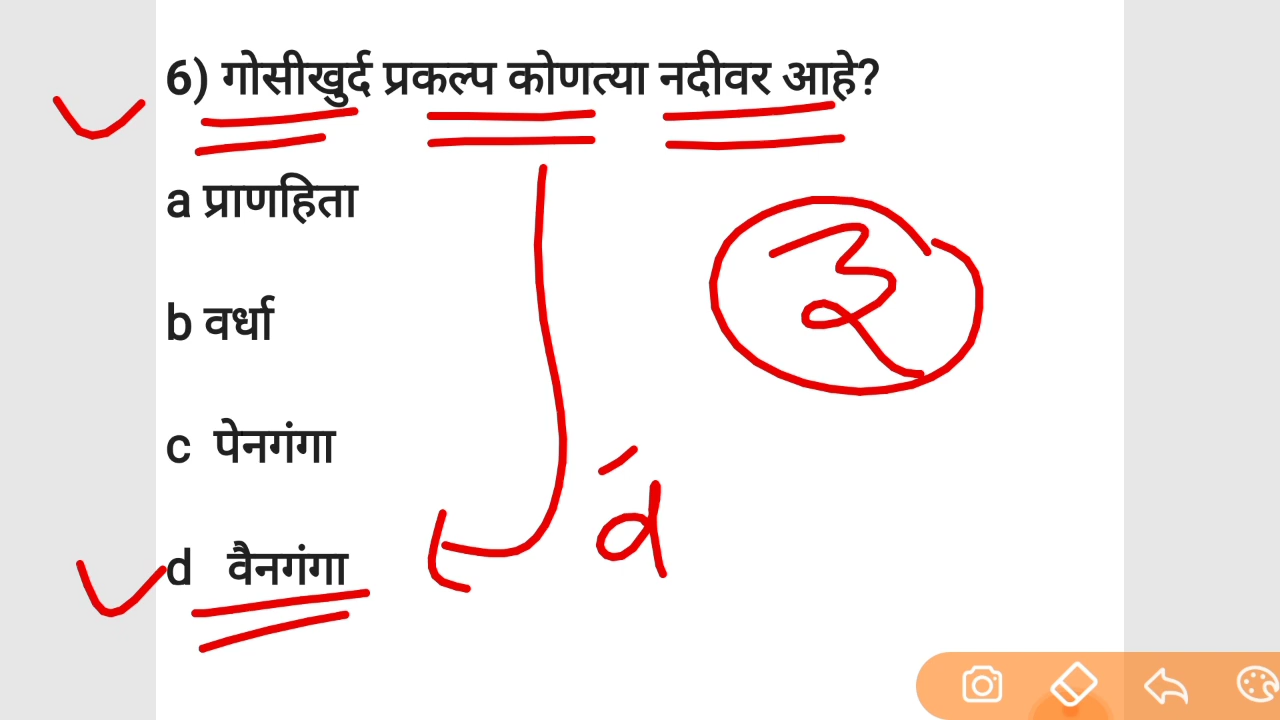 6) गोसीखुर्द प्रकल्प कोणत्या नदीवर आहे?
a प्राणहिता
b वर्धा
c पेनगंगा
d
d वैनगंगा